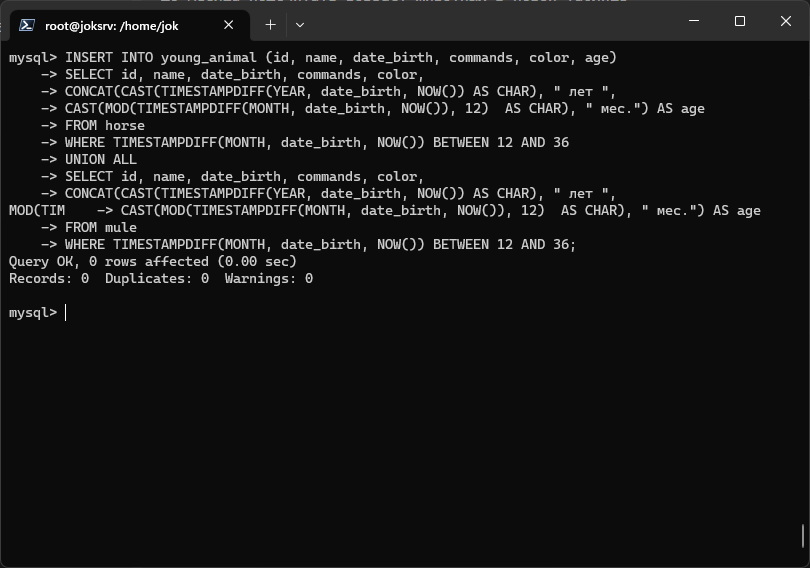 root@joksrv: /home/jok
mysql> INSERT INTO young_animal (id, name, date_birth, commands, color, age)
    -> SELECT id, name, date_birth, commands, color,
    -> CONCAT(CAST(TIMESTAMPDIFF(YEAR, date_birth, NOW()) AS CHAR), " лет ",
    -> CAST(MOD(TIMESTAMPDIFF(MONTH, date_birth, NOW()), 12)  AS CHAR), " мес.") AS age
    -> FROM horse
    -> WHERE TIMESTAMPDIFF(MONTH, date_birth, NOW()) BETWEEN 12 AND 36
    -> UNION ALL
    -> SELECT id, name, date_birth, commands, color,
    -> CONCAT(CAST(TIMESTAMPDIFF(YEAR, date_birth, NOW()) AS CHAR), " лет ",
MOD(TIM    -> CAST(MOD(TIMESTAMPDIFF(MONTH, date_birth, NOW()), 12)  AS CHAR), " мес.") AS age
    -> FROM mule
    -> WHERE TIMESTAMPDIFF(MONTH, date_birth, NOW()) BETWEEN 12 AND 36;
Query OK, 0 rows affected (0.00 sec)
Records: 0  Duplicates: 0  Warnings: 0
mysql>